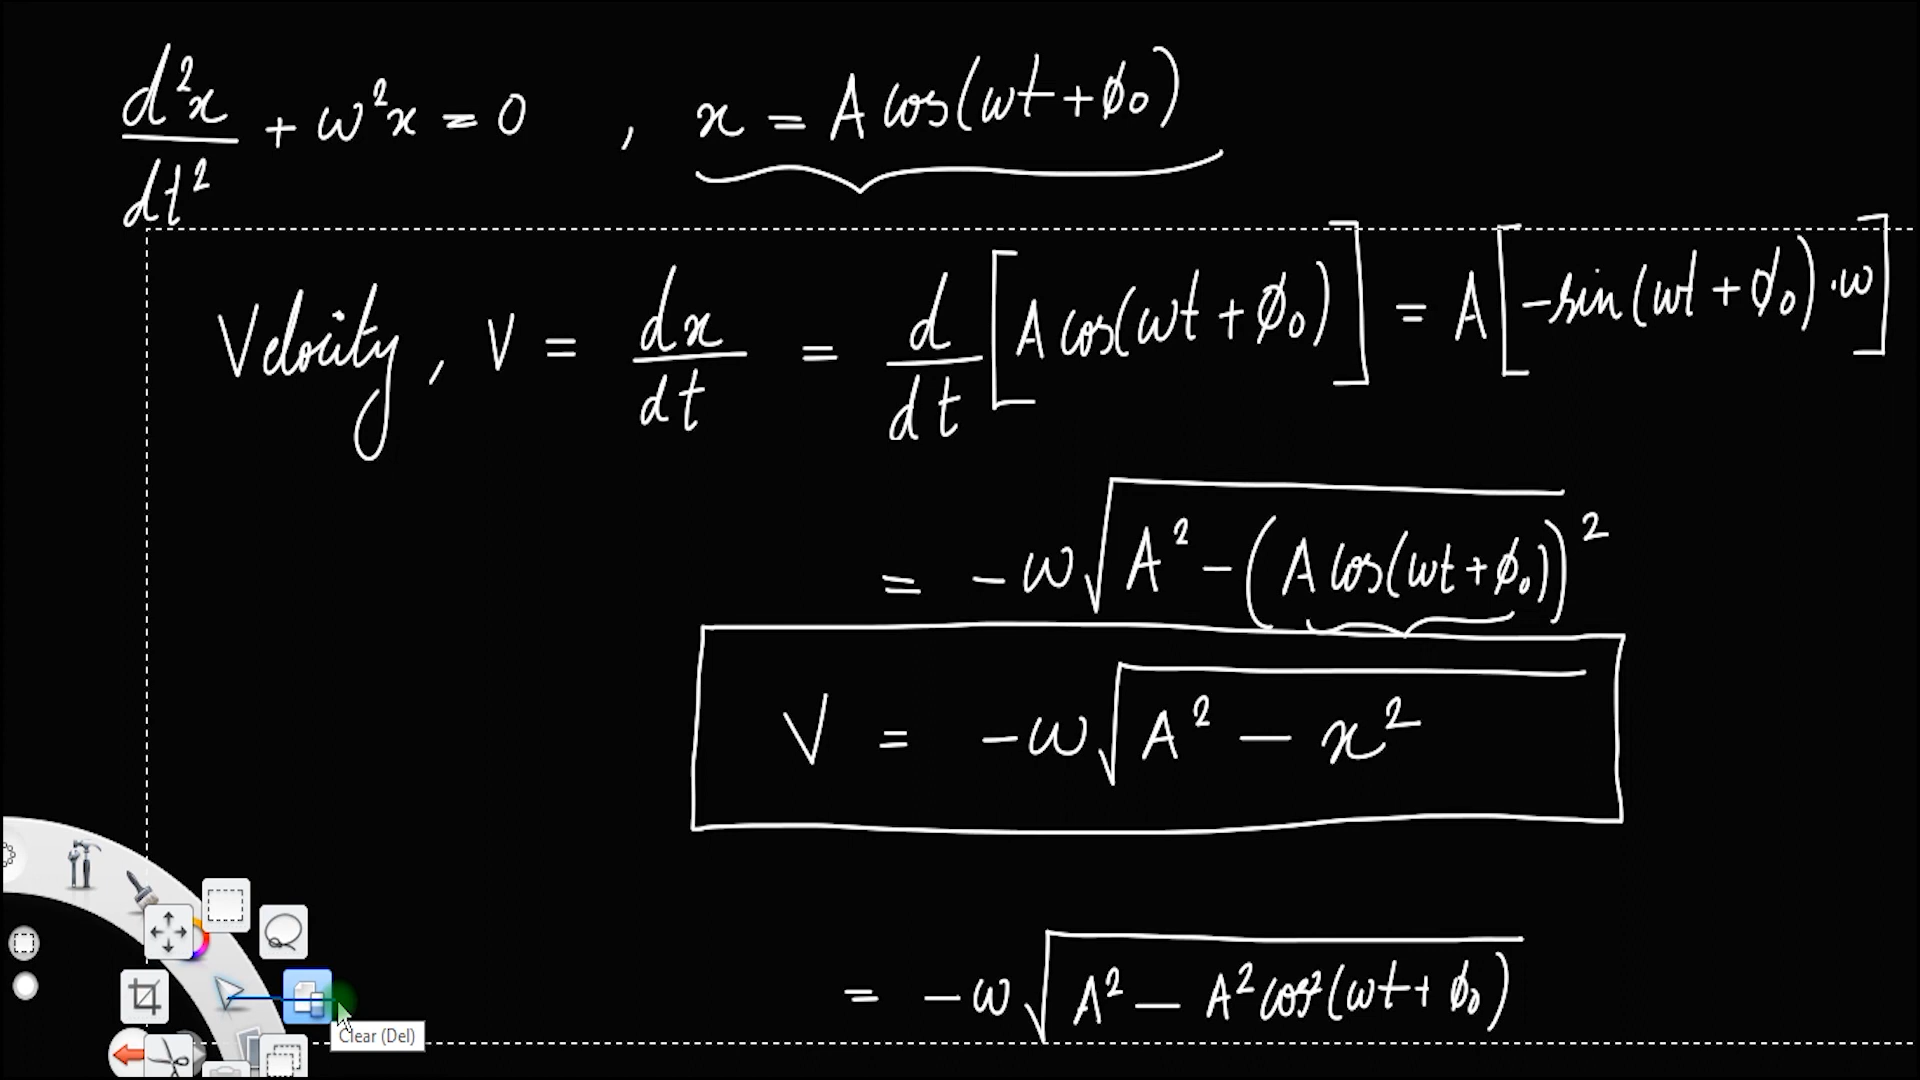 d²x/dt² + ω²x = 0 , x = A cos(ωt + ϕ₀)
Velocity, V = dx/dt = d/dt [A cos(ωt + ϕ₀)] = A[-sin(ωt + ϕ₀)·ω]
= -ω√A² - (A cos(ωt + ϕ₀))²
V = -ω√A² - x²
= -ω√A² - A² cos²(ωt + ϕ₀)
Clear (Del)